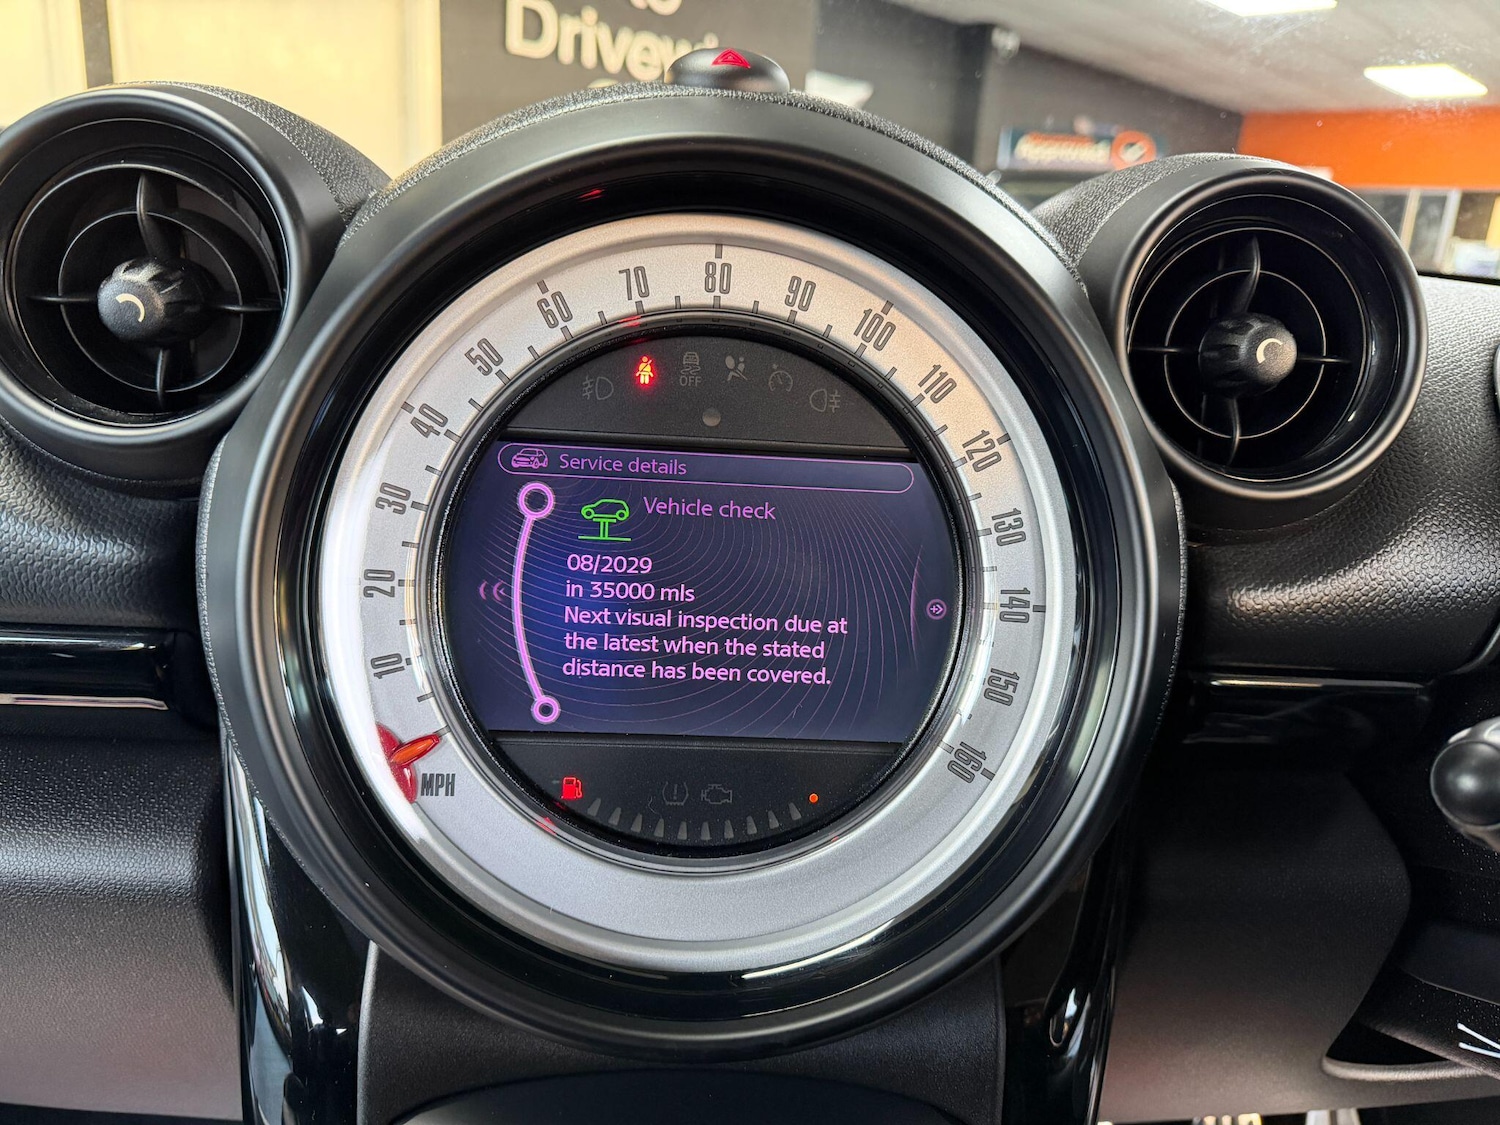 80
70
90
60
100
50
110
40
120
30
130
20
140
10
150
160
MPH
OFF
Service details
Vehicle check
08/2029
in 35000 mls
Next visual inspection due at
the latest when the stated
distance has been covered.